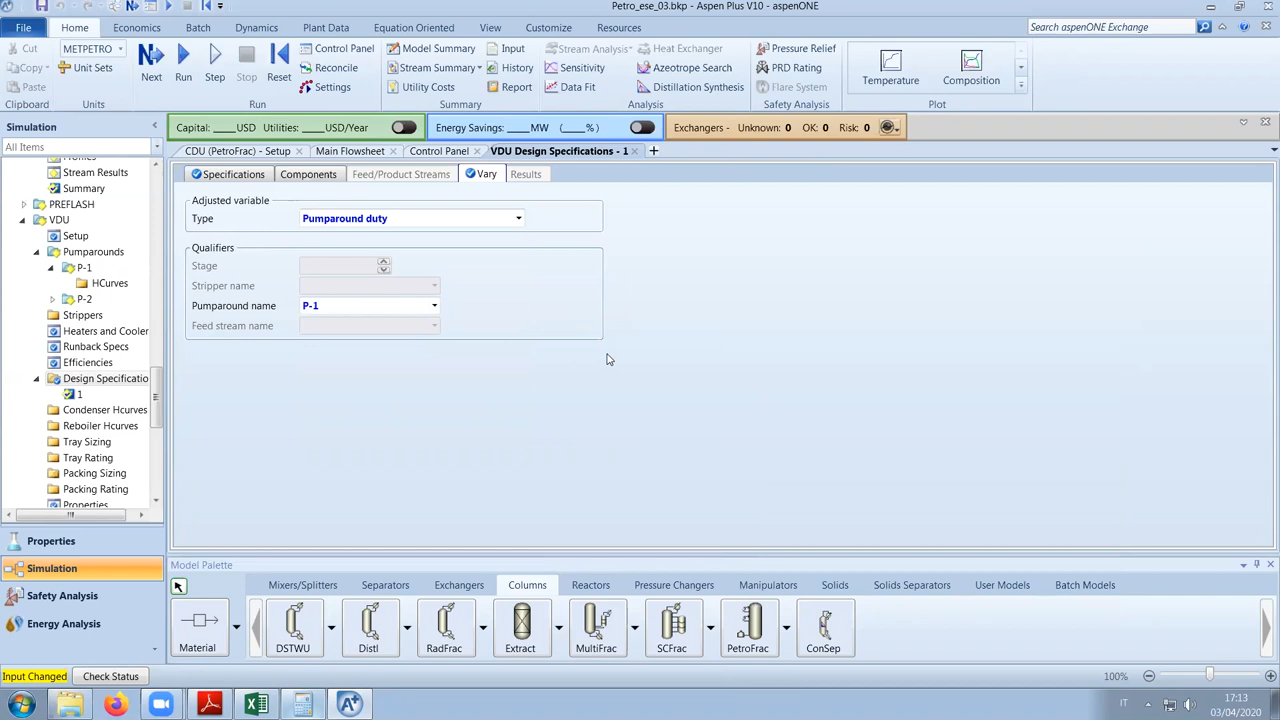 Petro_ese_03.bkp - Aspen Plus V10 - aspenONE
File Home Economics Batch Dynamics Plant Data Equation Oriented View Customize Resources Search aspenONE Exchange
Cut METPETRO Control Panel Model Summary Input Stream Analysis Heat Exchanger Pressure Relief
Copy Unit Sets Next Run Step Stop Reset Reconcile Stream Summary History Sensitivity Azeotrope Search PRD Rating Temperature Composition
Paste Settings Utility Costs Report Data Fit Distillation Synthesis Flare System
Clipboard Units Run Summary Analysis Safety Analysis Plot
Simulation
Capital: ____USD Utilities: ____USD/Year Energy Savings: ____MW (____%) Exchangers - Unknown: 0 OK: 0 Risk: 0
All Items
CDU (PetroFrac) - Setup Main Flowsheet Control Panel VDU Design Specifications - 1 +
Stream Results
Summary
PREFLASH
VDU
Setup
Pumparounds
P-1
HCurves
P-2
Strippers
Heaters and Cooler
Runback Specs
Efficiencies
Design Specificatio
1
Condenser Hcurves
Reboiler Hcurves
Tray Sizing
Tray Rating
Packing Sizing
Packing Rating
Properties
Specifications Components Feed/Product Streams Vary Results
Adjusted variable
Type Pumparound duty
Qualifiers
Stage
Stripper name
Pumparound name P-1
Feed stream name
Properties
Simulation
Safety Analysis
Energy Analysis
Model Palette
Mixers/Splitters Separators Exchangers Columns Reactors Pressure Changers Manipulators Solids Solids Separators User Models Batch Models
Material DSTWU Distl RadFrac Extract MultiFrac SCFrac PetroFrac ConSep
Input Changed Check Status 100%
IT 17:13
03/04/2020